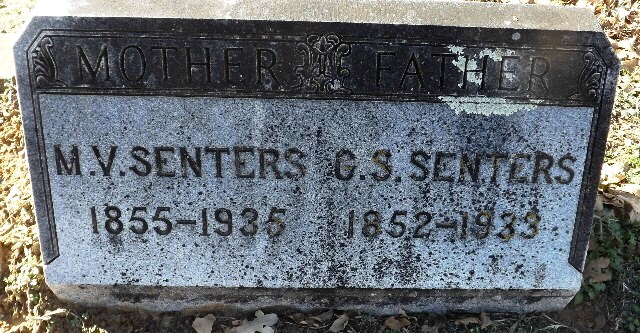 MOTHER FATHER
M.V. SENTERS G.S. SENTERS
1855-1935 1852-1933